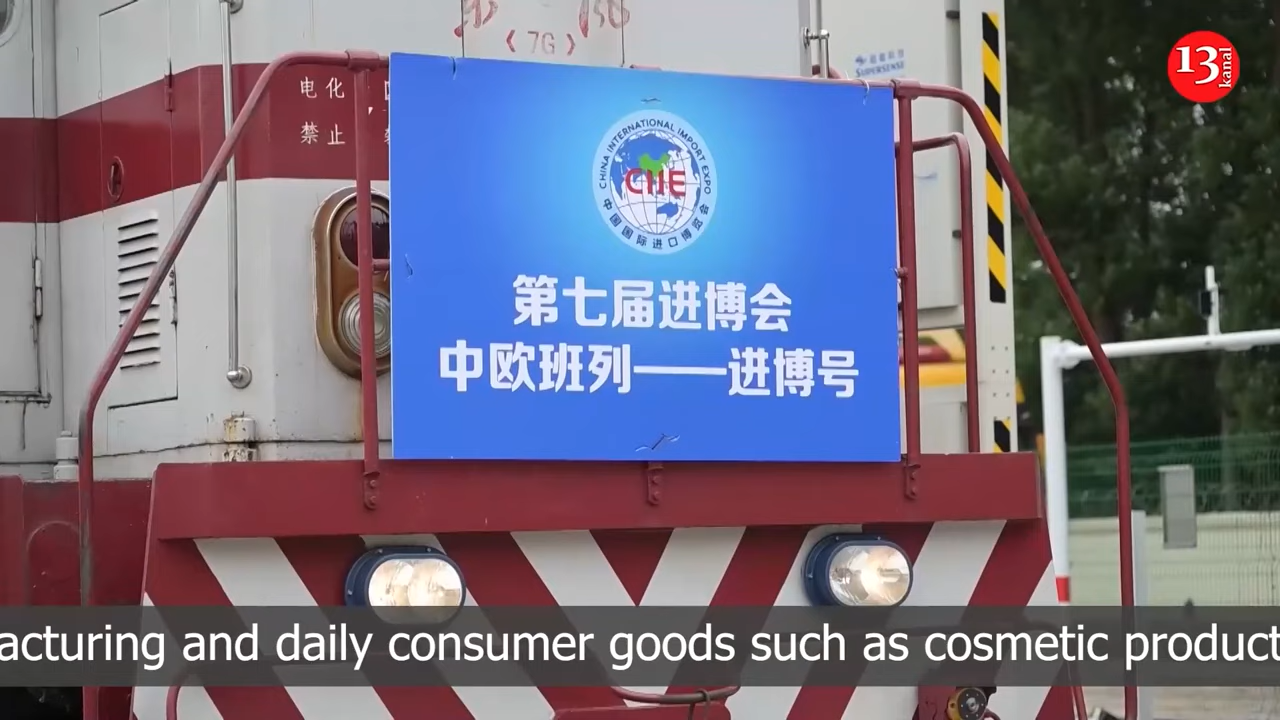 《 7G 》
SUPERSENSE
13
kanal
电化
禁止
CHINA INTERNATIONAL IMPORT EXPO
CIIE
中国国际进口博览会
第七届进博会
中欧班列——进博号
acturing and daily consumer goods such as cosmetic product